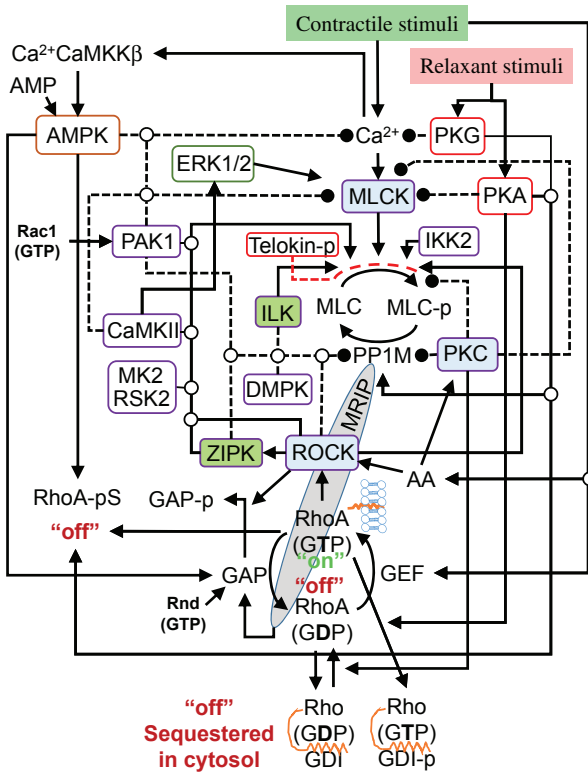 Contractile stimuli
Ca²⁺CaMKKβ
Relaxant stimuli
AMP
AMPK
Ca²⁺
PKG
ERK1/2
MLCK
PKA
Rac1
(GTP)
PAK1
Telokin-p
IKK2
ILK
MLC
MLC-p
CaMKII
PP1M
PKC
MK2
RSK2
DMPK
MRIP
ZIPK
ROCK
AA
RhoA-pS
GAP-p
“off”
RhoA
(GTP)
“on”
“off”
GAP
GEF
Rnd
(GTP)
RhoA
(GDP)
“off”
Sequestered
in cytosol
Rho
(GDP)
GDI
Rho
(GTP)
GDI-p